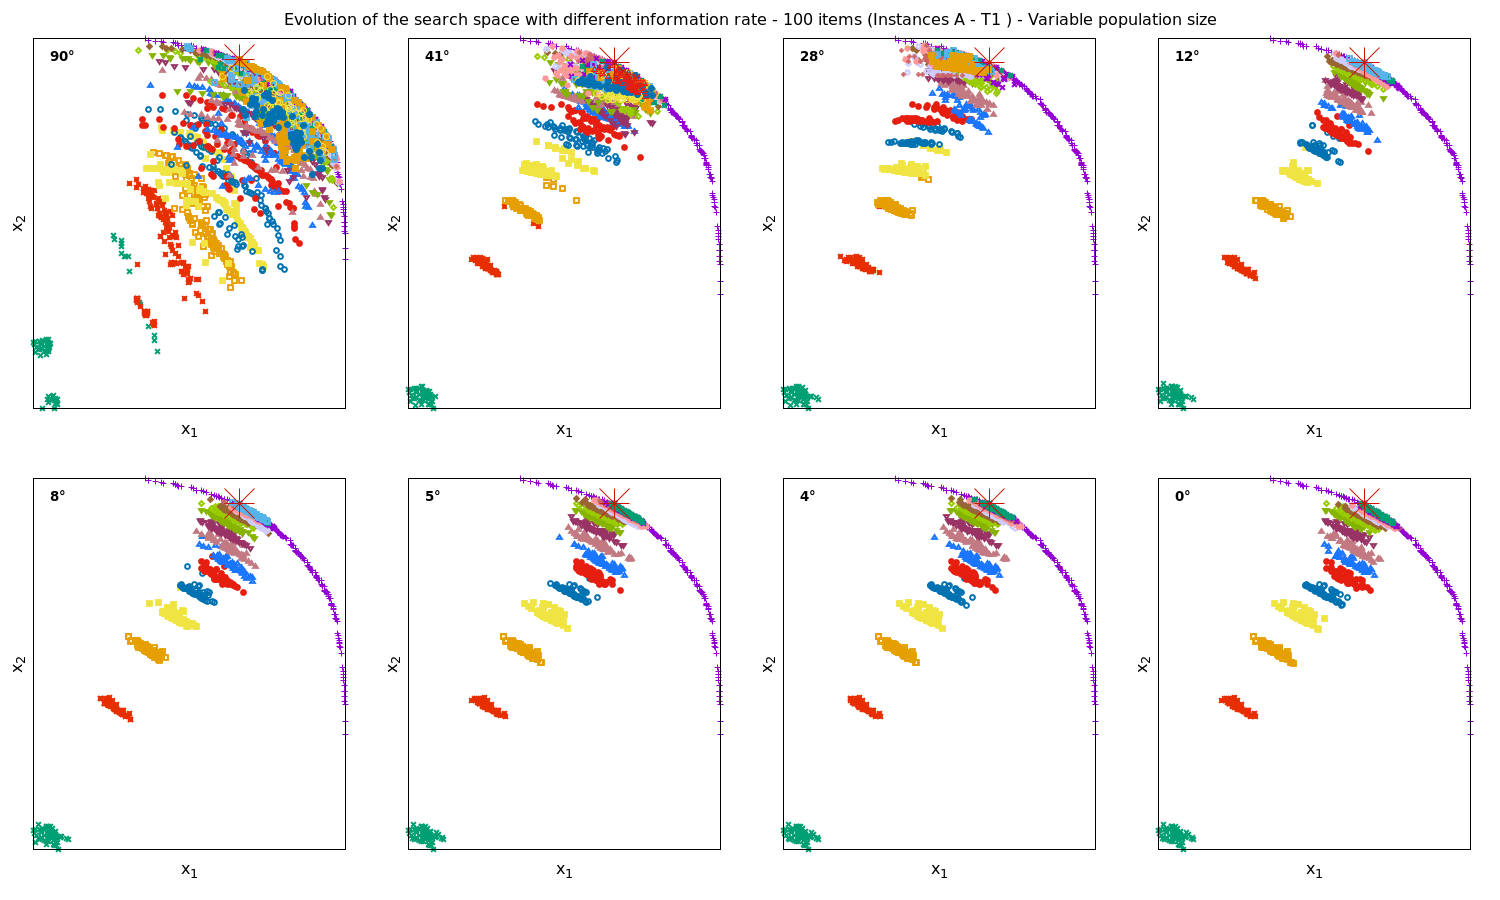 Evolution of the search space with different information rate - 100 items (Instances A - T1 ) - Variable population size
90° 41° 28° 12°
x2 x2 x2 x2
x1 x1 x1 x1
8° 5° 4° 0°
x2 x2 x2 x2
x1 x1 x1 x1